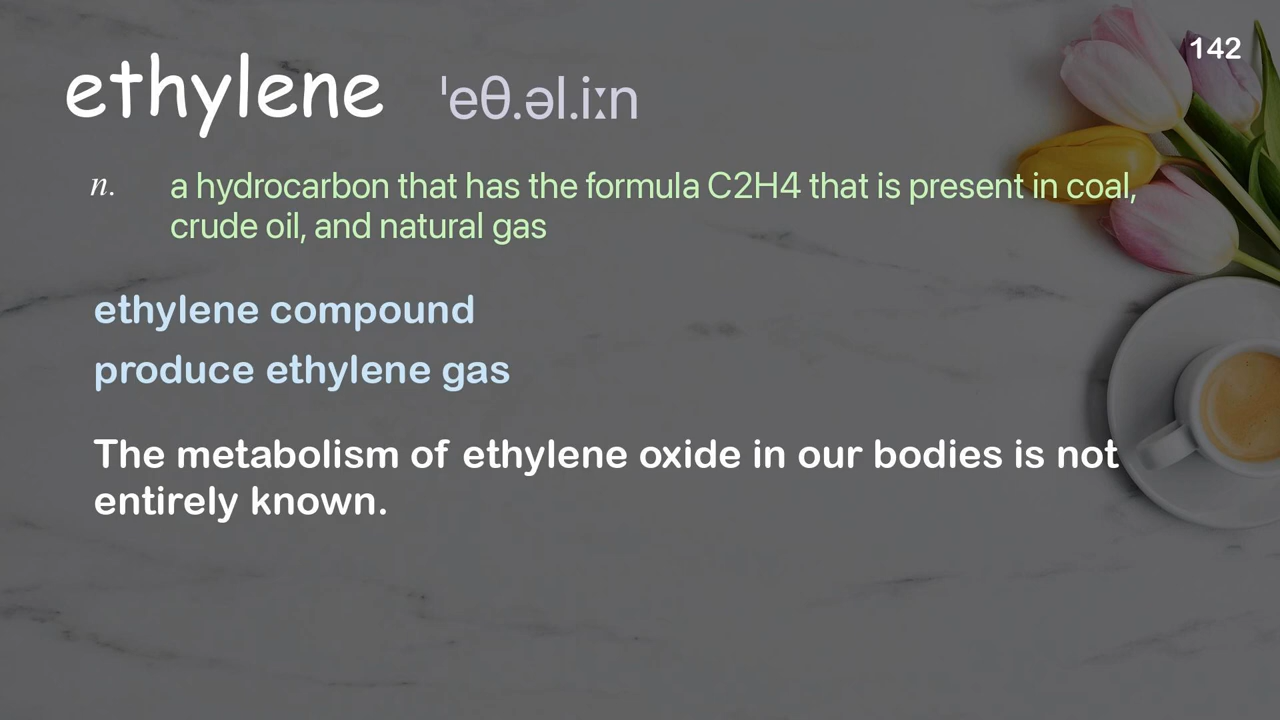 142
ethylene ˈeθ.əl.iːn
n. a hydrocarbon that has the formula C2H4 that is present in coal,
crude oil, and natural gas
ethylene compound
produce ethylene gas
The metabolism of ethylene oxide in our bodies is not
entirely known.